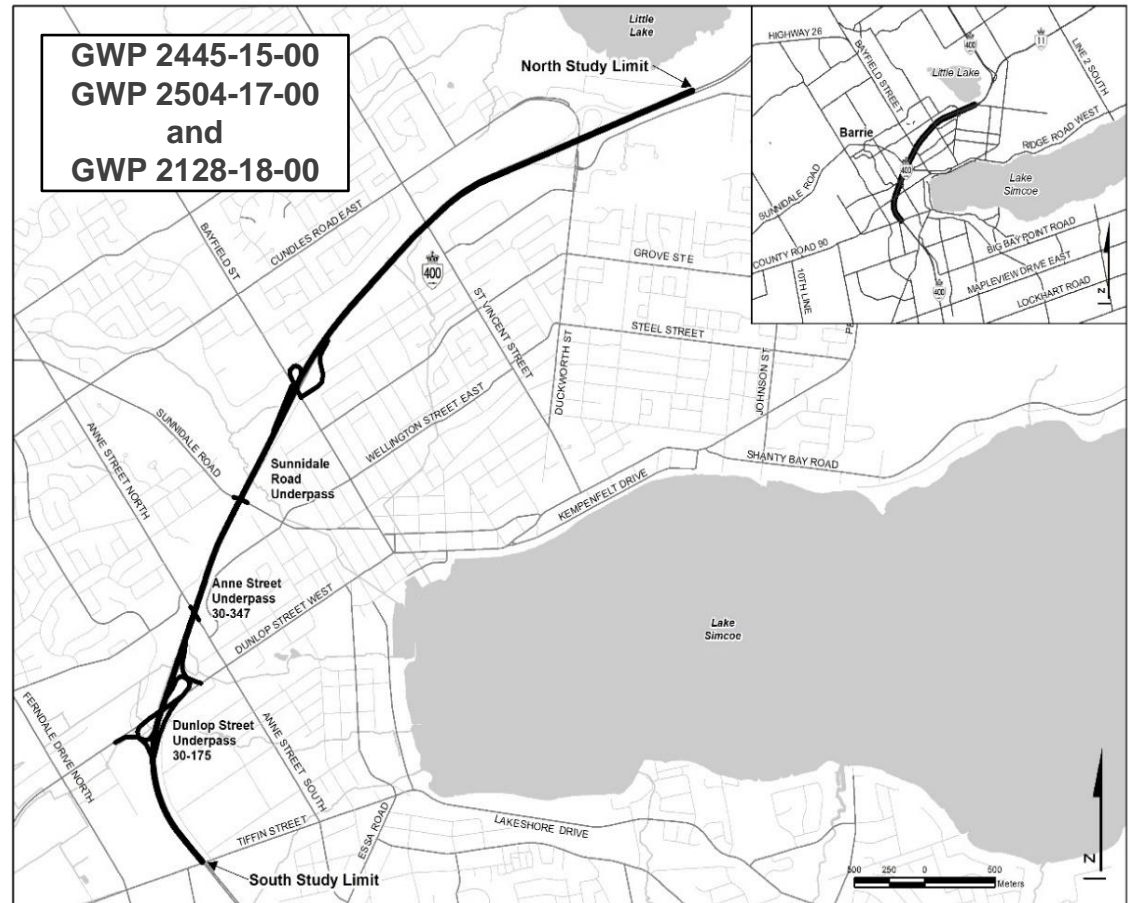 GWP 2445-15-00
GWP 2504-17-00
and
GWP 2128-18-00
Little
Lake
North Study Limit
HIGHWAY 26
BAYFIELD STREET
400
11
LINE 2 SOUTH
Little Lake
Barrie
RIDGE ROAD WEST
400
SUNNIDALE ROAD
Lake
Simcoe
COUNTY ROAD 90
BIG BAY POINT ROAD
10TH LINE
MAPLEVIEW DRIVE EAST
400
LOCKHART ROAD
N
BAYFIELD ST
CUNDLES ROAD EAST
400
ST VINCENT STREET
GROVE ST E
STEEL STREET
DUCKWORTH ST
JOHNSON ST
PE
SUNNIDALE ROAD
WELLINGTON STREET EAST
ANNE STREET NORTH
Sunnidale
Road
Underpass
SHANTY BAY ROAD
KEMPENFELT DRIVE
Anne Street
Underpass
30-347
DUNLOP STREET WEST
Lake
Simcoe
FERNDALE DRIVE NORTH
Dunlop Street
Underpass
30-175
ANNE STREET SOUTH
TIFFIN STREET
ESSA ROAD
LAKESHORE DRIVE
South Study Limit
500 250 0 500
Meters
N